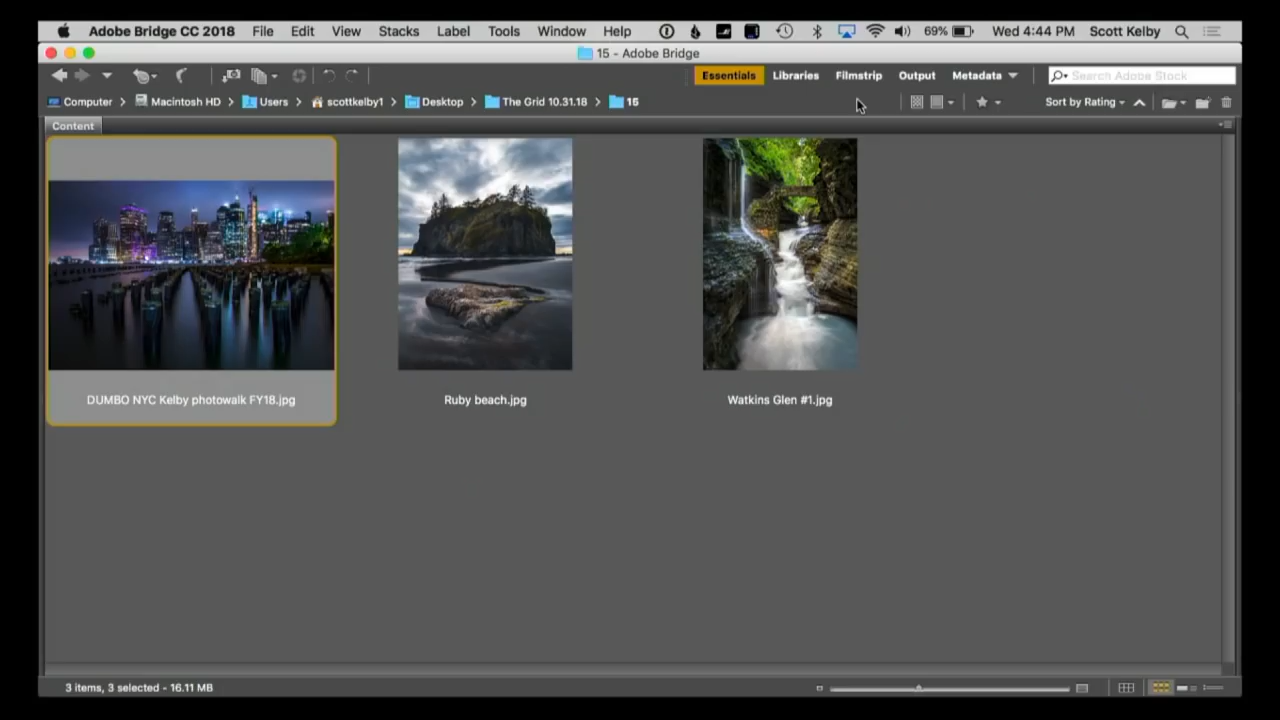 Adobe Bridge CC 2018 File Edit View Stacks Label Tools Window Help 69% Wed 4:44 PM Scott Kelby
15 - Adobe Bridge
Essentials Libraries Filmstrip Output Metadata Search Adobe Stock
Computer Macintosh HD Users scottkelby1 Desktop The Grid 10.31.18 15 Sort by Rating
Content
DUMBO NYC Kelby photowalk FY18.jpg Ruby beach.jpg Watkins Glen #1.jpg
3 items, 3 selected - 16.11 MB